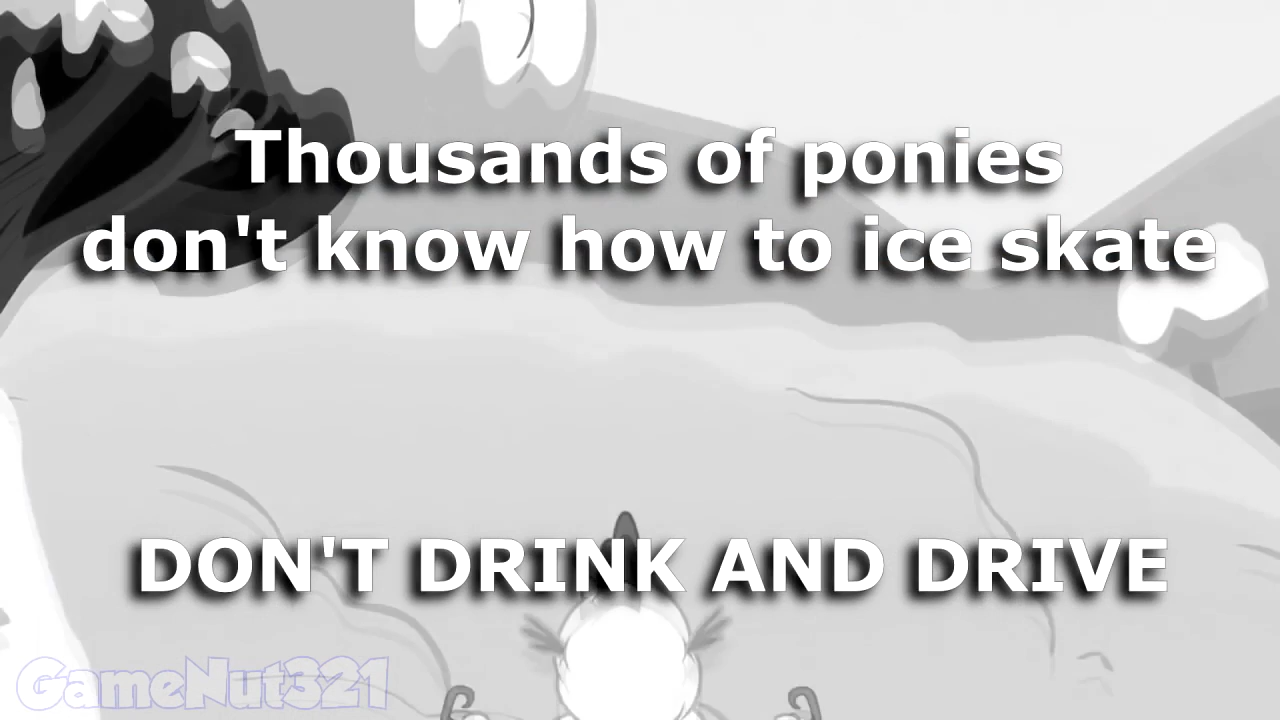 Thousands of ponies
don't know how to ice skate
DON'T DRINK AND DRIVE
GameNut321